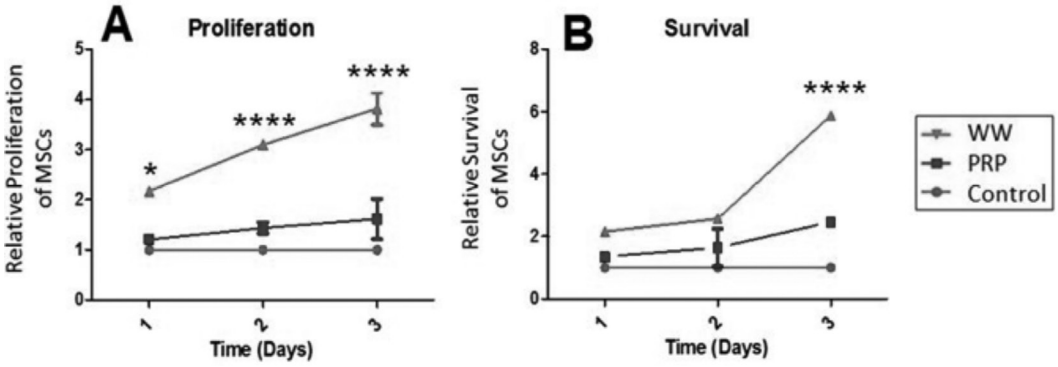 A
Proliferation
Relative Proliferation
of MSCs
5
4
3
2
1
0
*
****
****
1
2
3
Time (Days)
B
Survival
Relative Survival
of MSCs
8
6
4
2
0
****
1
2
3
Time (Days)
WW
PRP
Control